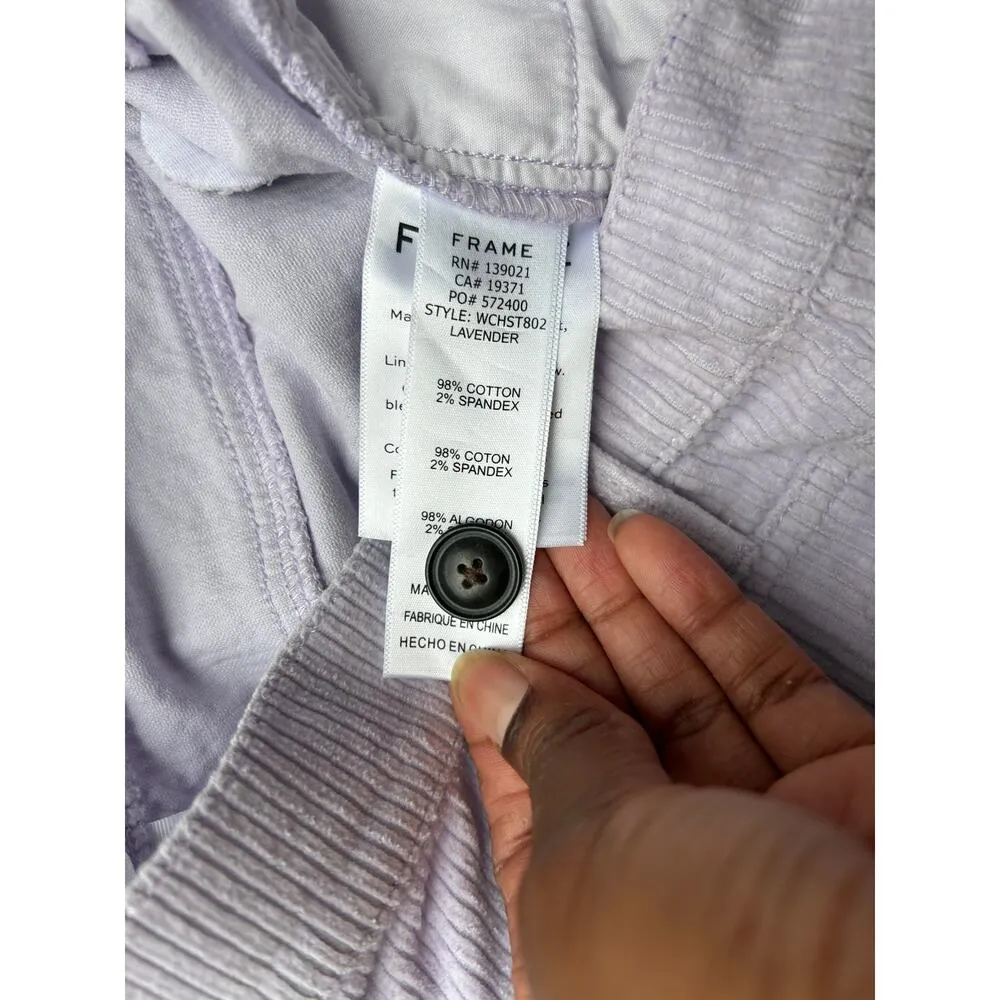 FRAME
RN# 139021
CA# 19371
PO# 572400
STYLE: WCHST802
LAVENDER
98% COTTON
2% SPANDEX
98% COTON
2% SPANDEX
98% ALGODON
2%
FABRIQUE EN CHINE
HECHO EN